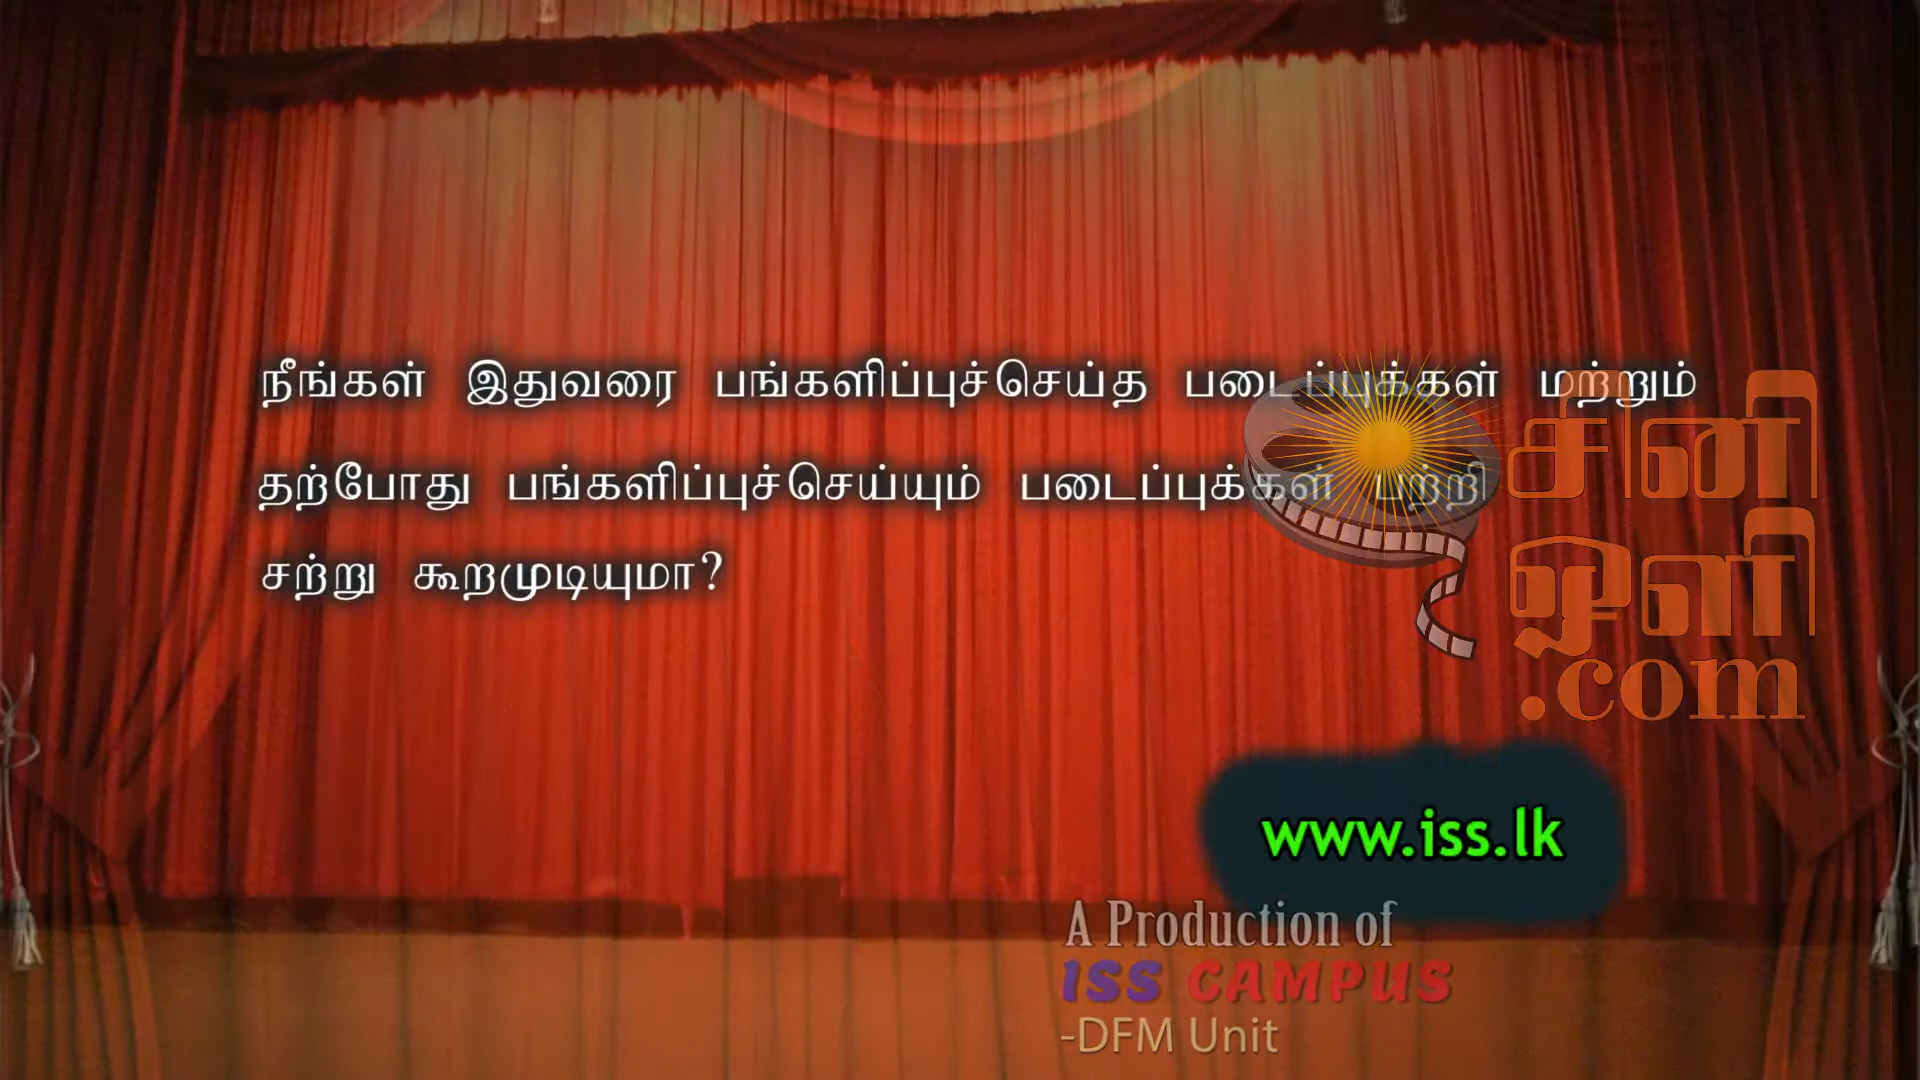 நீங்கள் இதுவரை பங்களிப்புச்செய்த படைப்புக்கள் மற்றும்
தற்போது பங்களிப்புச்செய்யும் படைப்புக்கள் பற்றி
சற்று கூறமுடியுமா?
சினி
ஒளி
.com
www.iss.lk
A Production of
ISS CAMPUS
-DFM Unit